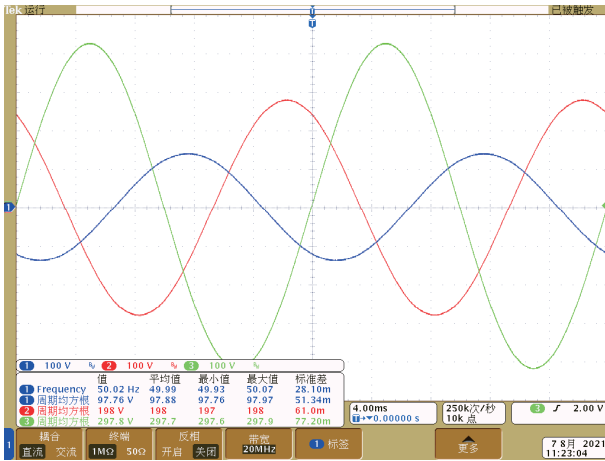 Tek 运行 已被触发
T
T
1
1 100 V 2 100 V 3 100 V
值 平均值 最小值 最大值 标准差
1 Frequency 50.02 Hz 49.99 49.93 50.07 28.10m
1 周期均方根 97.76 V 97.88 97.76 97.97 51.34m
2 周期均方根 198 V 198 197 198 61.0m
3 周期均方根 297.8 V 297.7 297.6 297.9 77.20m
4.00ms 250k次/秒 3 2.00 V
T→▼0.00000 s 10k 点
1
耦合 终端 反相 带宽 1 标签 更多
直流 交流 1MΩ 50Ω 开启 关闭 20MHz
7 8月 2021
11:23:04